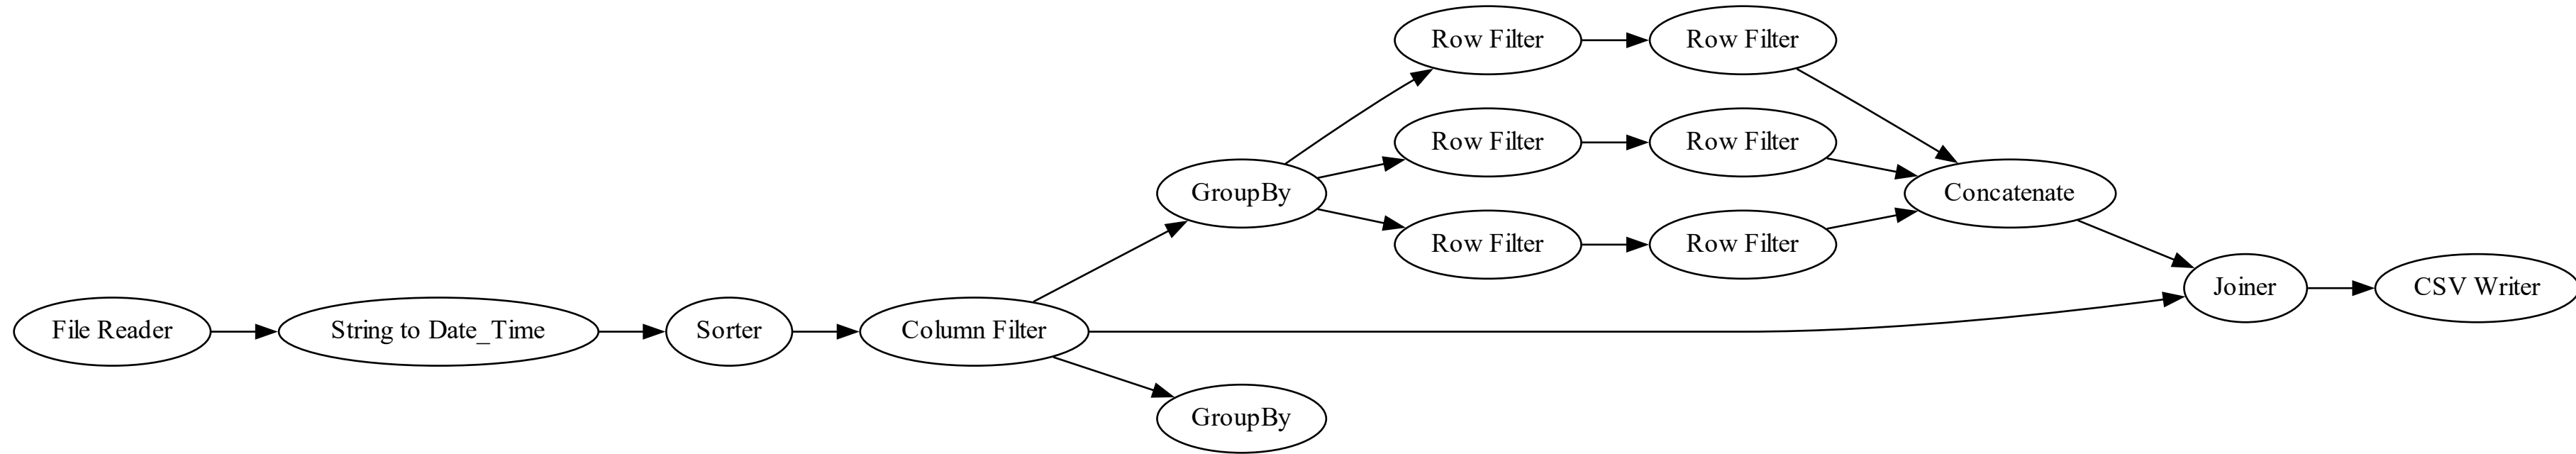 Row Filter
Row Filter
Row Filter
Row Filter
GroupBy
Concatenate
Row Filter
Row Filter
Joiner
CSV Writer
File Reader
String to Date_Time
Sorter
Column Filter
GroupBy